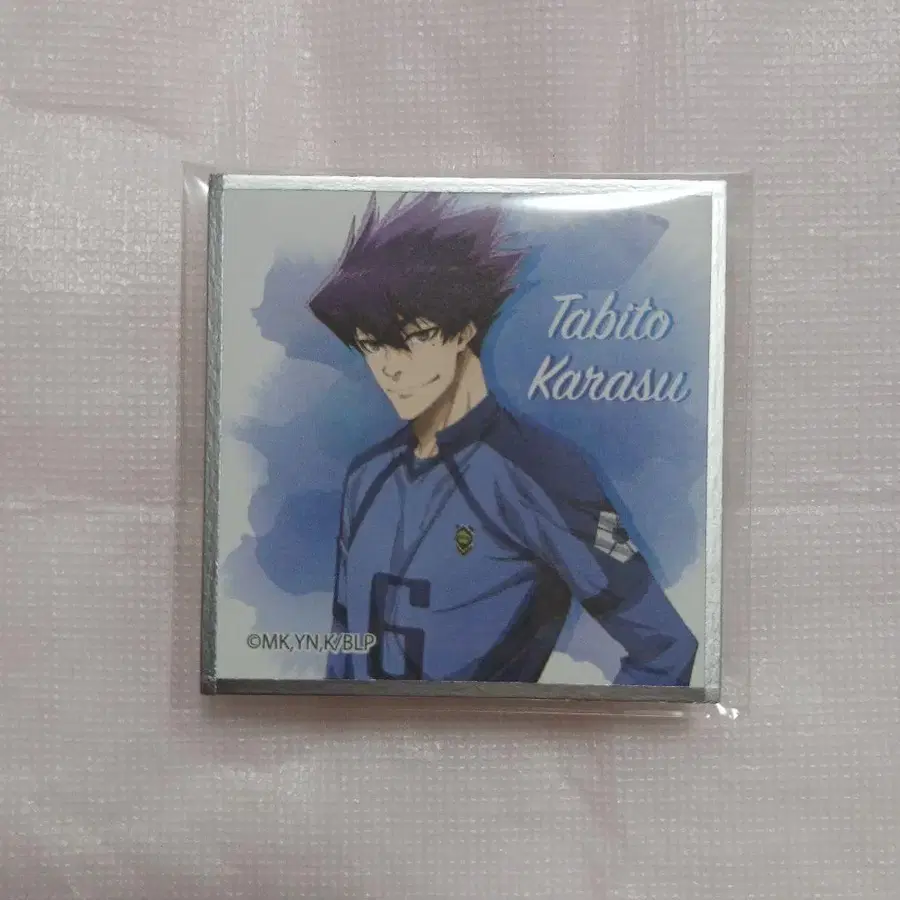 Tabito
Karasu
6
©MK,YN,K/BLP